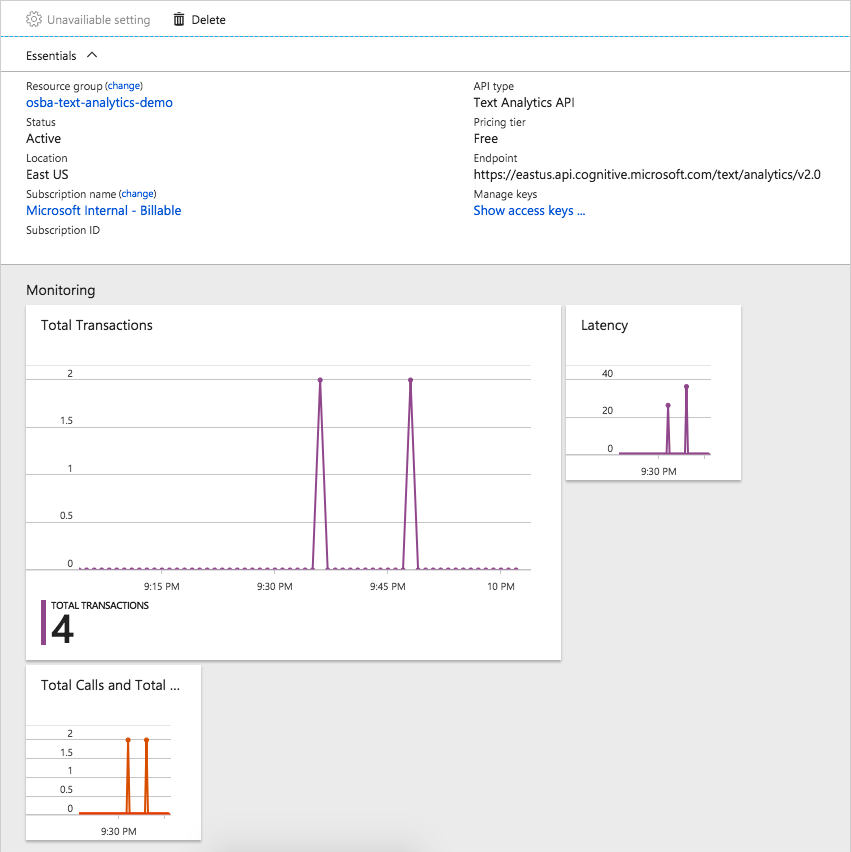 Unavailiable setting
Delete
Essentials
Resource group (change)
osba-text-analytics-demo
Status
Active
Location
East US
Subscription name (change)
Microsoft Internal - Billable
Subscription ID
API type
Text Analytics API
Pricing tier
Free
Endpoint
https://eastus.api.cognitive.microsoft.com/text/analytics/v2.0
Manage keys
Show access keys ...
Monitoring
Total Transactions
2
1.5
1
0.5
0
9:15 PM 9:30 PM 9:45 PM 10 PM
TOTAL TRANSACTIONS
4
Latency
40
20
0
9:30 PM
Total Calls and Total ...
2
1.5
1
0.5
0
9:30 PM